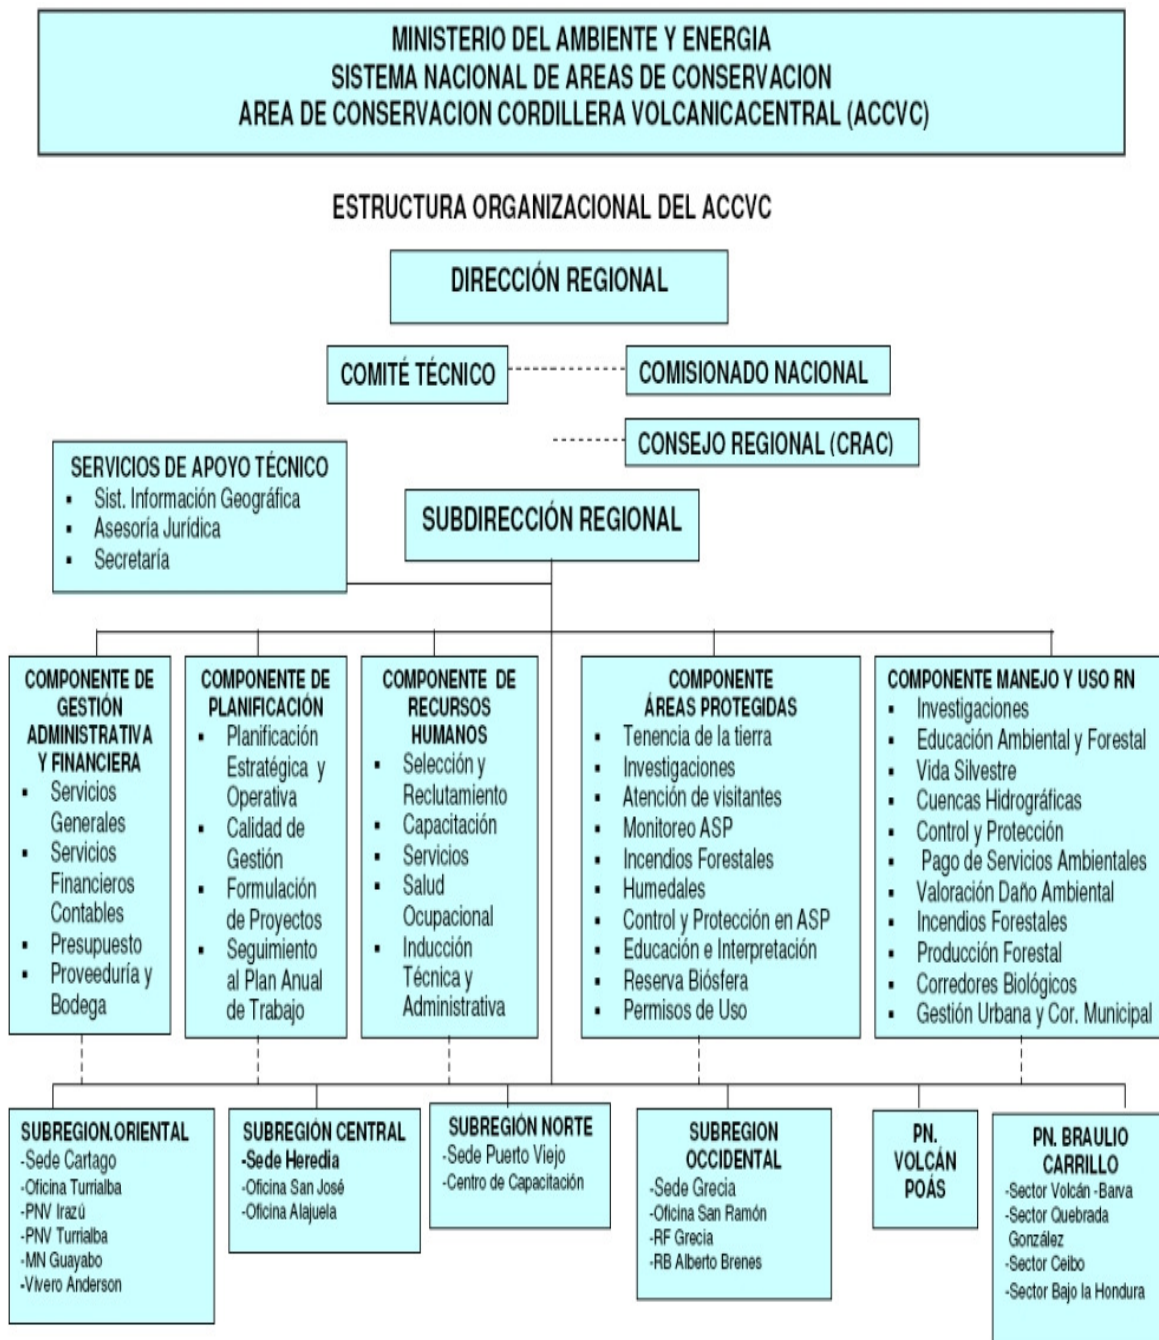 MINISTERIO DEL AMBIENTE Y ENERGIA
SISTEMA NACIONAL DE AREAS DE CONSERVACION
AREA DE CONSERVACION CORDILLERA VOLCANICACENTRAL (ACCVC)
ESTRUCTURA ORGANIZACIONAL DEL ACCVC
DIRECCIÓN REGIONAL
COMITÉ TÉCNICO
COMISIONADO NACIONAL
CONSEJO REGIONAL (CRAC)
SERVICIOS DE APOYO TÉCNICO
▪ Sist. Información Geográfica
▪ Asesoría Jurídica
▪ Secretaría
SUBDIRECCIÓN REGIONAL
COMPONENTE DE
GESTIÓN
ADMINISTRATIVA
Y FINANCIERA
▪ Servicios
Generales
▪ Servicios
Financieros
Contables
▪ Presupuesto
▪ Proveeduría y
Bodega
COMPONENTE DE
PLANIFICACIÓN
▪ Planificación
Estratégica y
Operativa
▪ Calidad de
Gestión
▪ Formulación
de Proyectos
▪ Seguimiento
al Plan Anual
de Trabajo
COMPONENTE DE
RECURSOS
HUMANOS
▪ Selección y
Reclutamiento
▪ Capacitación
▪ Servicios
▪ Salud
Ocupacional
▪ Inducción
Técnica y
Administrativa
COMPONENTE
ÁREAS PROTEGIDAS
▪ Tenencia de la tierra
▪ Investigaciones
▪ Atención de visitantes
▪ Monitoreo ASP
▪ Incendios Forestales
▪ Humedales
▪ Control y Protección en ASP
▪ Educación e Interpretación
▪ Reserva Biósfera
▪ Permisos de Uso
COMPONENTE MANEJO Y USO RN
▪ Investigaciones
▪ Educación Ambiental y Forestal
▪ Vida Silvestre
▪ Cuencas Hidrográficas
▪ Control y Protección
▪ Pago de Servicios Ambientales
▪ Valoración Daño Ambiental
▪ Incendios Forestales
▪ Producción Forestal
▪ Corredores Biológicos
▪ Gestión Urbana y Cor. Municipal
SUBREGION.ORIENTAL
-Sede Cartago
-Oficina Turrialba
-PNV Irazú
-PNV Turrialba
-MN Guayabo
-Vivero Anderson
SUBREGIÓN CENTRAL
-Sede Heredia
-Oficina San José
-Oficina Alajuela
SUBREGIÓN NORTE
-Sede Puerto Viejo
-Centro de Capacitación
SUBREGION
OCCIDENTAL
-Sede Grecia
-Oficina San Ramón
-RF Grecia
-RB Alberto Brenes
PN.
VOLCÁN
POÁS
PN. BRAULIO
CARRILLO
-Sector Volcán -Barva
-Sector Quebrada
González
-Sector Ceibo
-Sector Bajo la Hondura